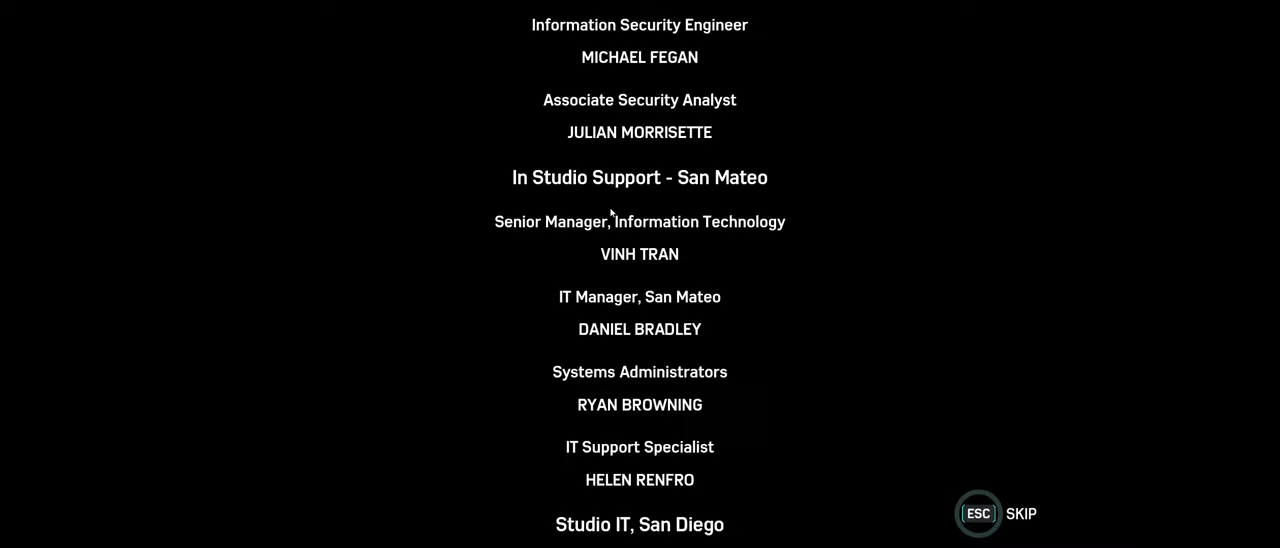 Information Security Engineer
MICHAEL FEGAN
Associate Security Analyst
JULIAN MORRISETTE
In Studio Support - San Mateo
Senior Manager, Information Technology
VINH TRAN
IT Manager, San Mateo
DANIEL BRADLEY
Systems Administrators
RYAN BROWNING
IT Support Specialist
HELEN RENFRO
Studio IT, San Diego
ESC SKIP